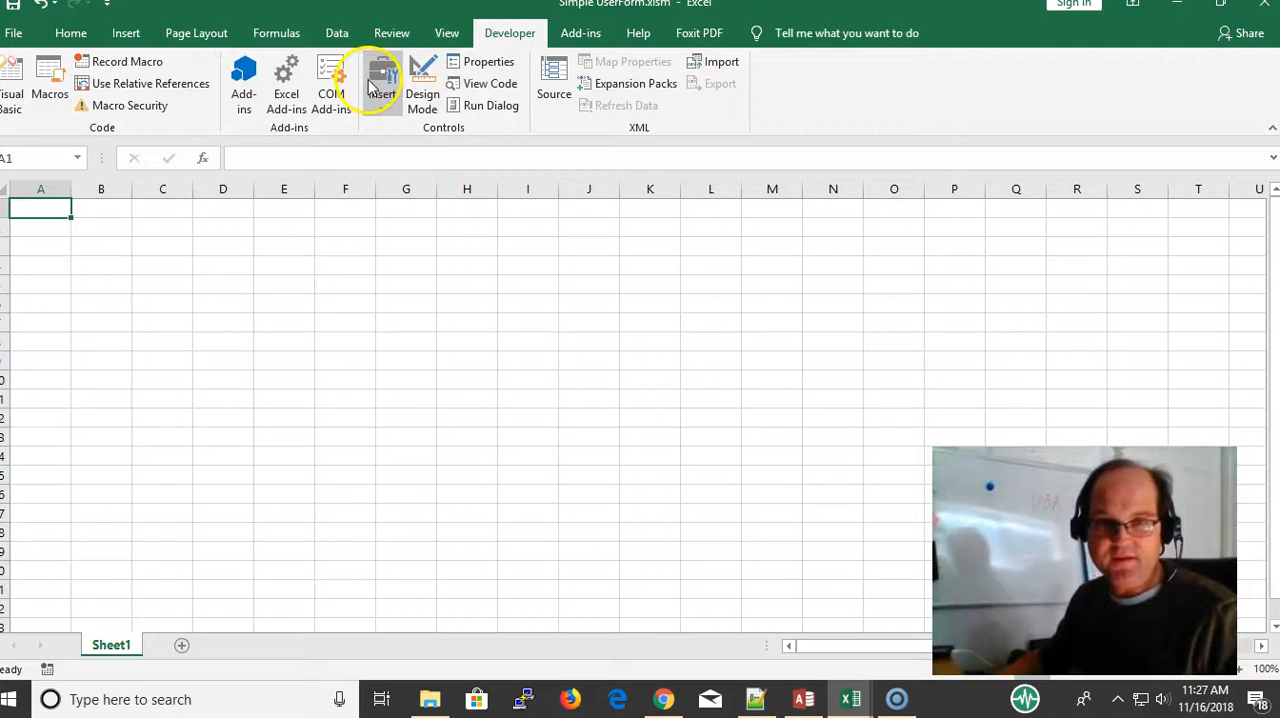 Simple UserForm.xlsm - Excel
Sign in
File Home Insert Page Layout Formulas Data Review View Developer Add-ins Help Foxit PDF Tell me what you want to do Share
Visual Basic
Macros
Record Macro
Use Relative References
Macro Security
Code
Add-ins
Excel Add-ins
COM Add-ins
Add-ins
Insert
Design Mode
Properties
View Code
Run Dialog
Controls
Source
Map Properties
Expansion Packs
Refresh Data
Import
Export
XML
A1
fx
A B C D E F G H I J K L M N O P Q R S T U
Sheet1
eady
100%
Type here to search
11:27 AM
11/16/2018
18